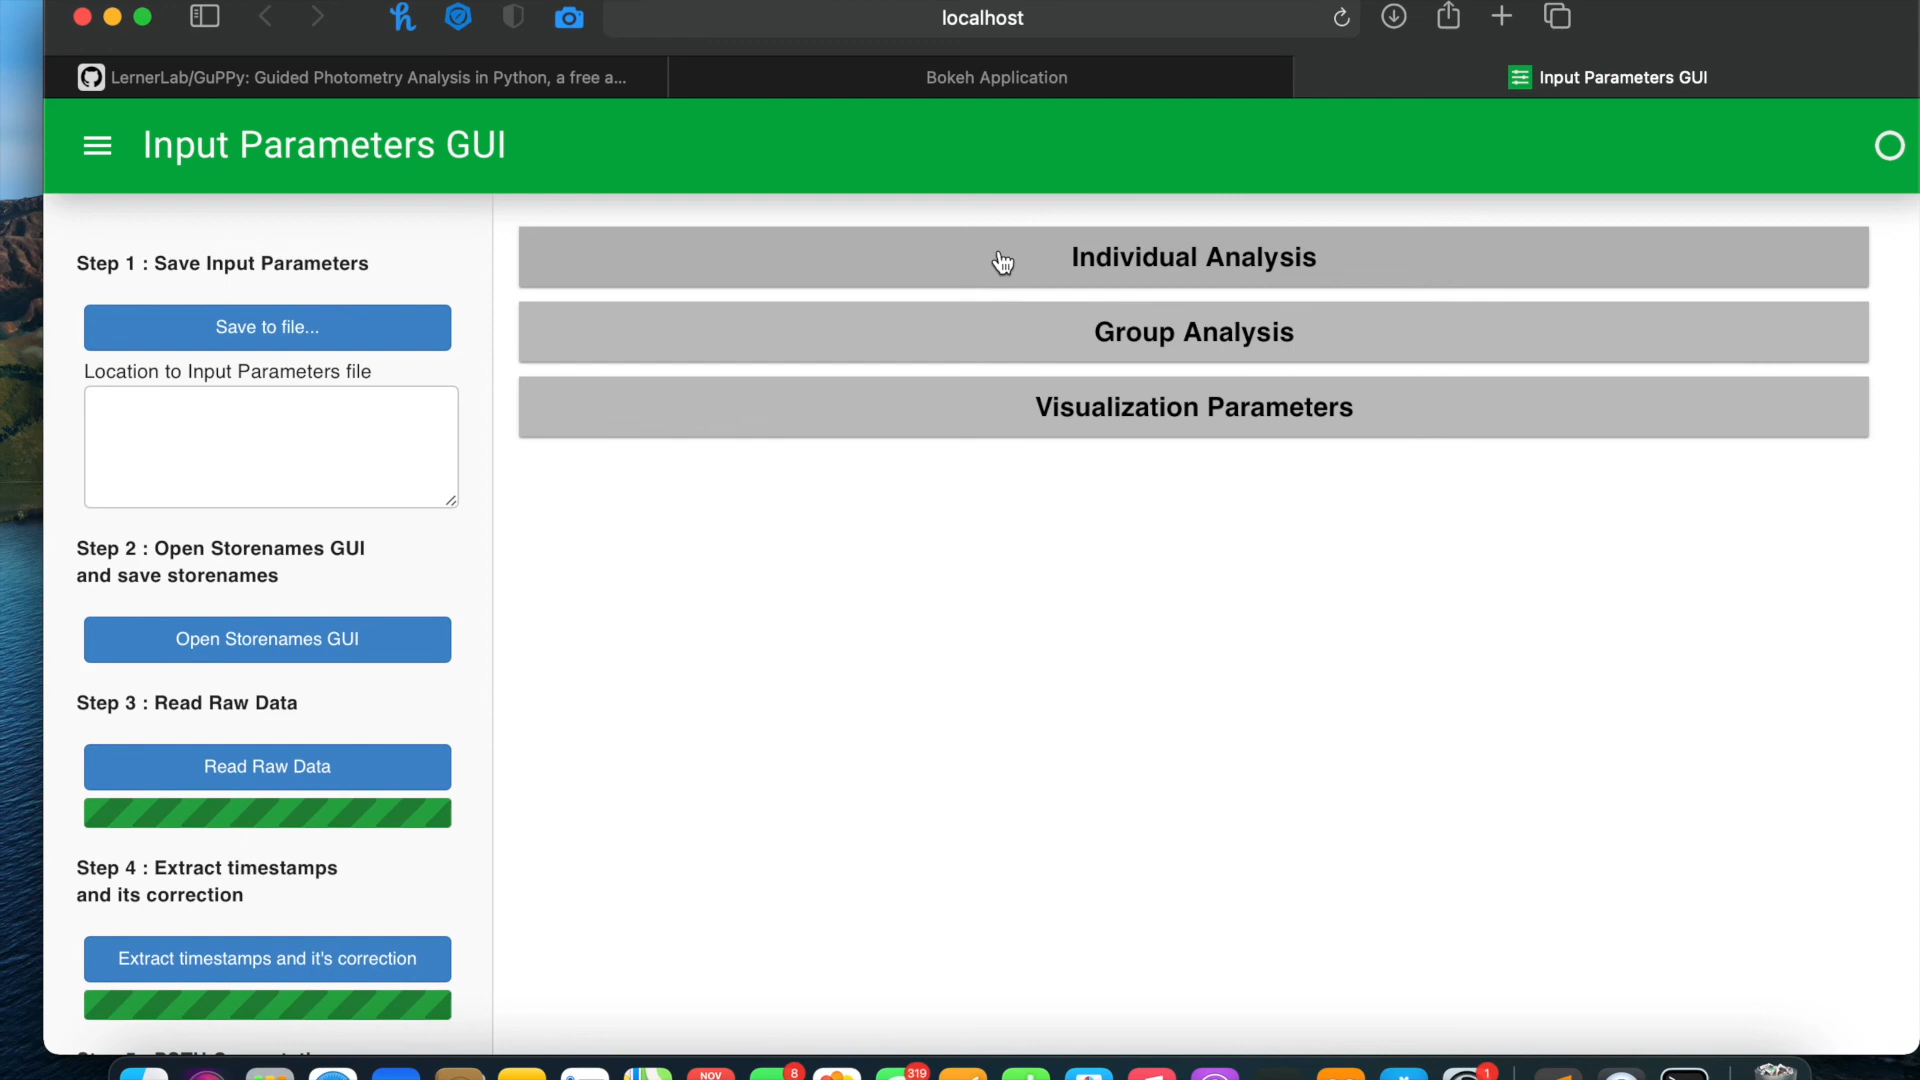 localhost
LernerLab/GuPPy: Guided Photometry Analysis in Python, a free a...
Bokeh Application
Input Parameters GUI
Input Parameters GUI
Step 1 : Save Input Parameters
Save to file...
Location to Input Parameters file
Step 2 : Open Storenames GUI
and save storenames
Open Storenames GUI
Step 3 : Read Raw Data
Read Raw Data
Step 4 : Extract timestamps
and its correction
Extract timestamps and it's correction
Individual Analysis
Group Analysis
Visualization Parameters
NOV
8
319
1